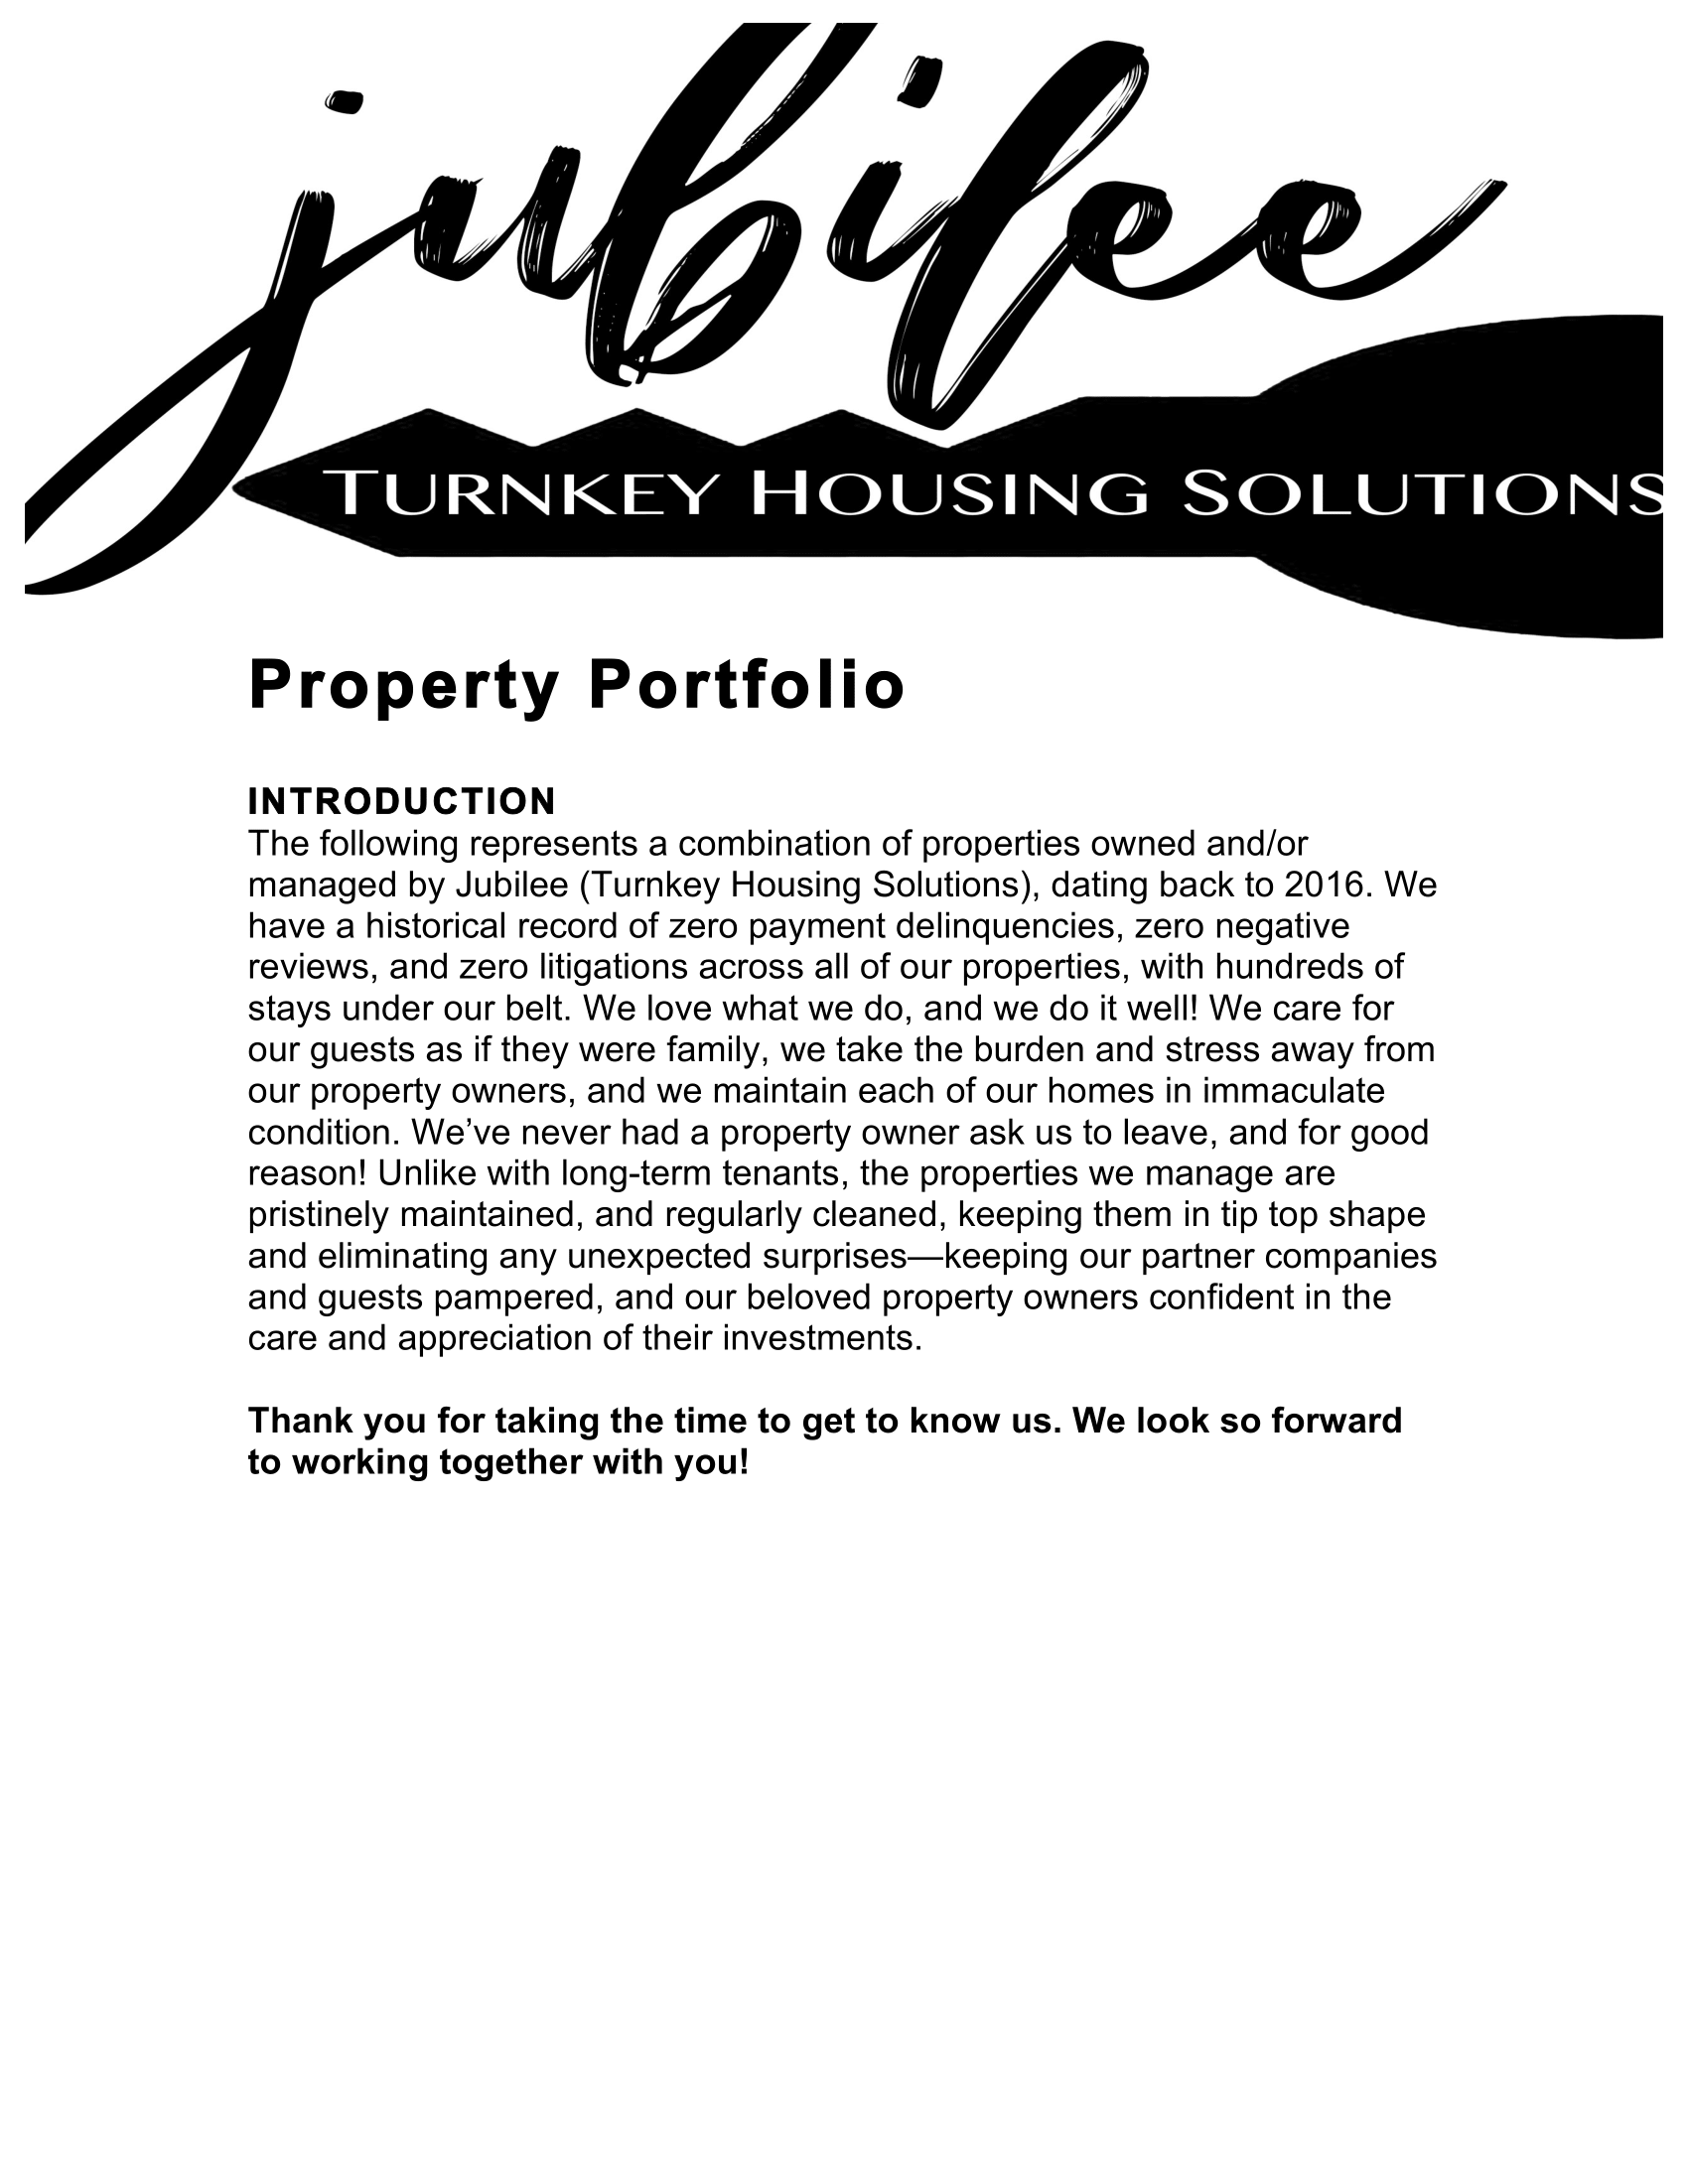 jubilee
TURNKEY HOUSING SOLUTIONS
Property Portfolio
INTRODUCTION
The following represents a combination of properties owned and/or
managed by Jubilee (Turnkey Housing Solutions), dating back to 2016. We
have a historical record of zero payment delinquencies, zero negative
reviews, and zero litigations across all of our properties, with hundreds of
stays under our belt. We love what we do, and we do it well! We care for
our guests as if they were family, we take the burden and stress away from
our property owners, and we maintain each of our homes in immaculate
condition. We’ve never had a property owner ask us to leave, and for good
reason! Unlike with long-term tenants, the properties we manage are
pristinely maintained, and regularly cleaned, keeping them in tip top shape
and eliminating any unexpected surprises—keeping our partner companies
and guests pampered, and our beloved property owners confident in the
care and appreciation of their investments.
Thank you for taking the time to get to know us. We look so forward
to working together with you!